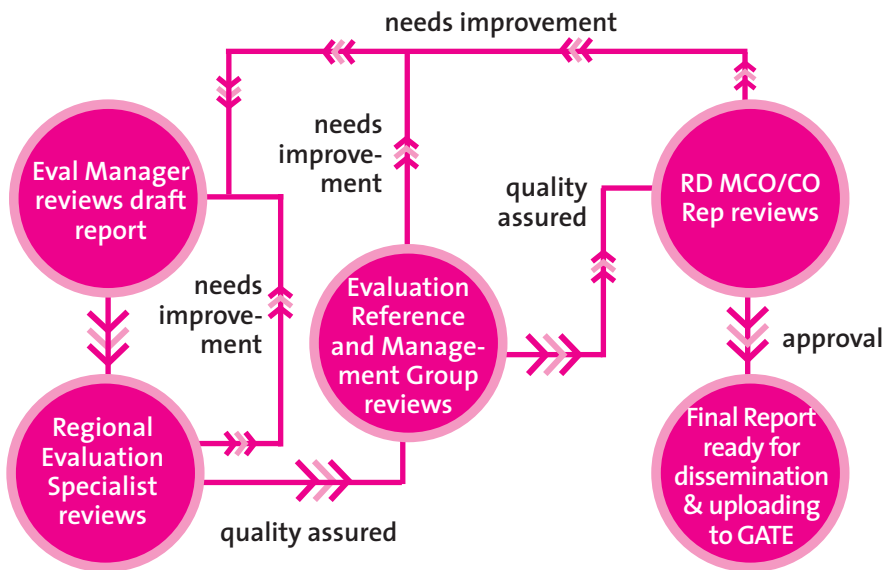 needs improvement
Eval Manager
reviews draft
report
needs
improve-
ment
quality
assured
RD MCO/CO
Rep reviews
needs
improve-
ment
Evaluation
Reference
and Manage-
ment Group
reviews
approval
Regional
Evaluation
Specialist
reviews
quality assured
Final Report
ready for
dissemination
& uploading
to GATE